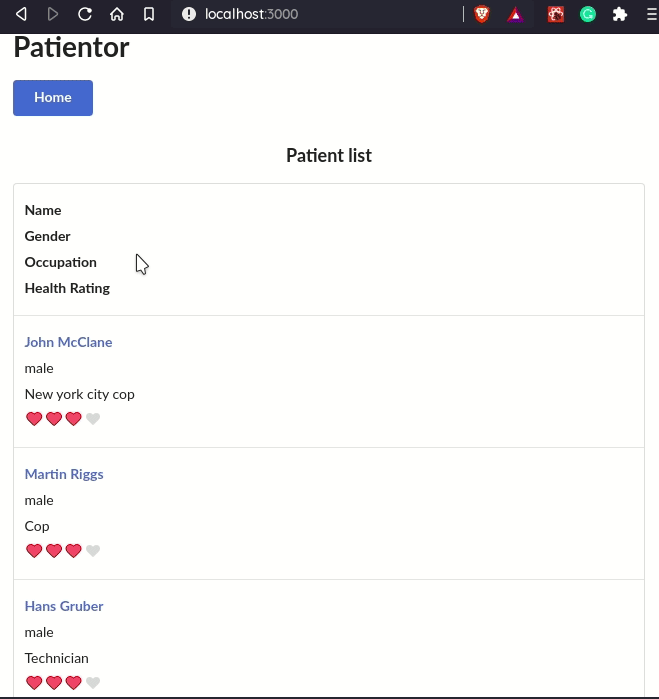 localhost:3000
Patientor
Home
Patient list
Name
Gender
Occupation
Health Rating
John McClane
male
New york city cop
Martin Riggs
male
Cop
Hans Gruber
male
Technician